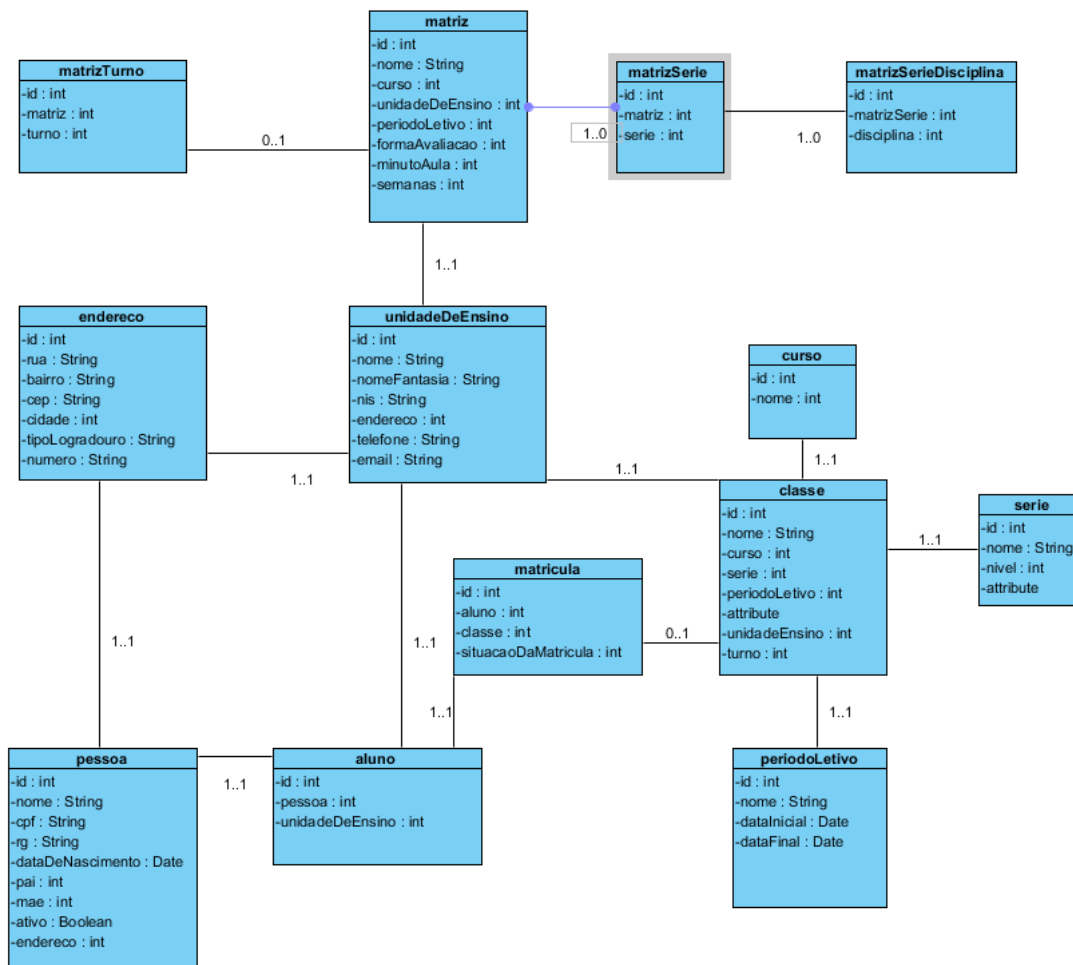 matriz
-id : int
-nome : String
-curso : int
-unidadeDeEnsino : int
-periodoLetivo : int
-formaAvaliacao : int
-minutoAula : int
-semanas : int
matrizTurno
-id : int
-matriz : int
-turno : int
0..1
matrizSerie
-id : int
-matriz : int
-serie : int
1..0
matrizSerieDisciplina
-id : int
-matrizSerie : int
-disciplina : int
1..0
1..1
endereco
-id : int
-rua : String
-bairro : String
-cep : String
-cidade : int
-tipoLogradouro : String
-numero : String
1..1
unidadeDeEnsino
-id : int
-nome : String
-nomeFantasia : String
-nis : String
-endereco : int
-telefone : String
-email : String
1..1
curso
-id : int
-nome : int
1..1
classe
-id : int
-nome : String
-curso : int
-serie : int
-periodoLetivo : int
-attribute
-unidadeEnsino : int
-turno : int
1..1
serie
-id : int
-nome : String
-nivel : int
-attribute
matricula
-id : int
-aluno : int
-classe : int
-situacaoDaMatricula : int
0..1
1..1
1..1
1..1
1..1
pessoa
-id : int
-nome : String
-cpf : String
-rg : String
-dataDeNascimento : Date
-pai : int
-mae : int
-ativo : Boolean
-endereco : int
1..1
aluno
-id : int
-pessoa : int
-unidadeDeEnsino : int
periodoLetivo
-id : int
-nome : String
-dataInicial : Date
-dataFinal : Date